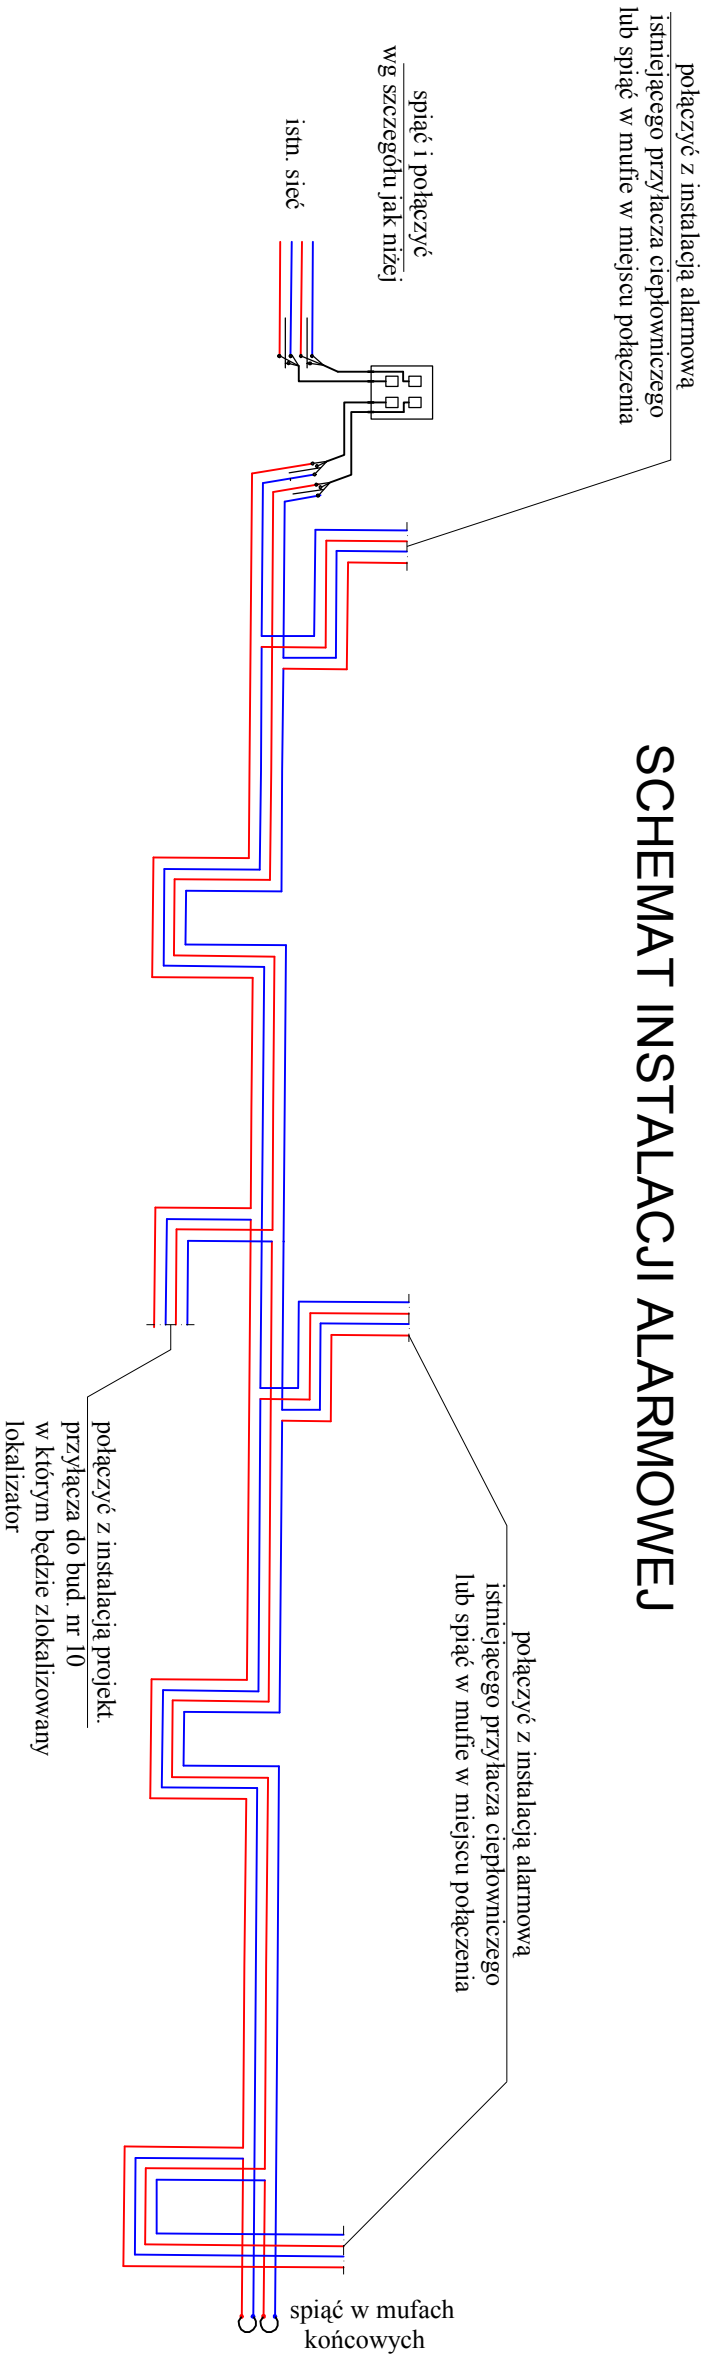 połączyć z instalacją alarmową
istniejącego przyłacza ciepłowniczego
lub spiąć w mufie w miejscu połączenia
spiąć i połączyć
wg szczegółu jak niżej
istn. sieć
SCHEMAT INSTALACJI ALARMOWEJ
połączyć z instalacją alarmową
istniejącego przyłacza ciepłowniczego
lub spiąć w mufie w miejscu połączenia
połączyć z instalacją projekt.
przyłącza do bud. nr 10
w którym będzie zlokalizowany
lokalizator
spiąć w mufach
końcowych